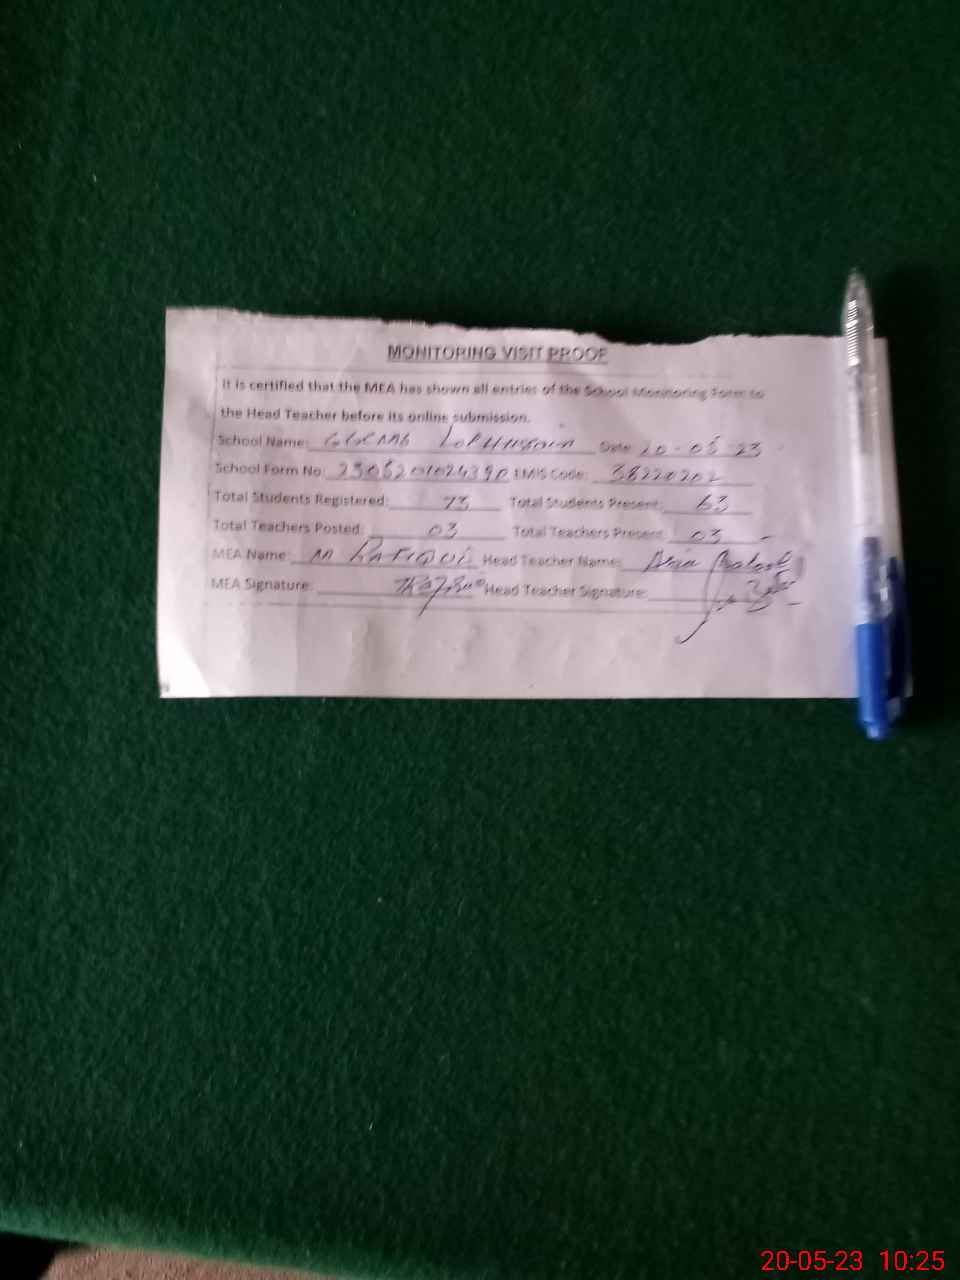 MONITORING VISIT PROOF
It is certified that the MEA has shown all entries of the School Monitoring Form to
the Head Teacher before its online submission.
School Name: Date: 20-05-23
School Form No: EMIS Code: 38220202
Total Students Registered: 73 Total Students Present: 63
Total Teachers Posted: 03 Total Teachers Present: 03
MEA Name: M Head Teacher Name:
MEA Signature: Head Teacher Signature:
20-05-23 10:25